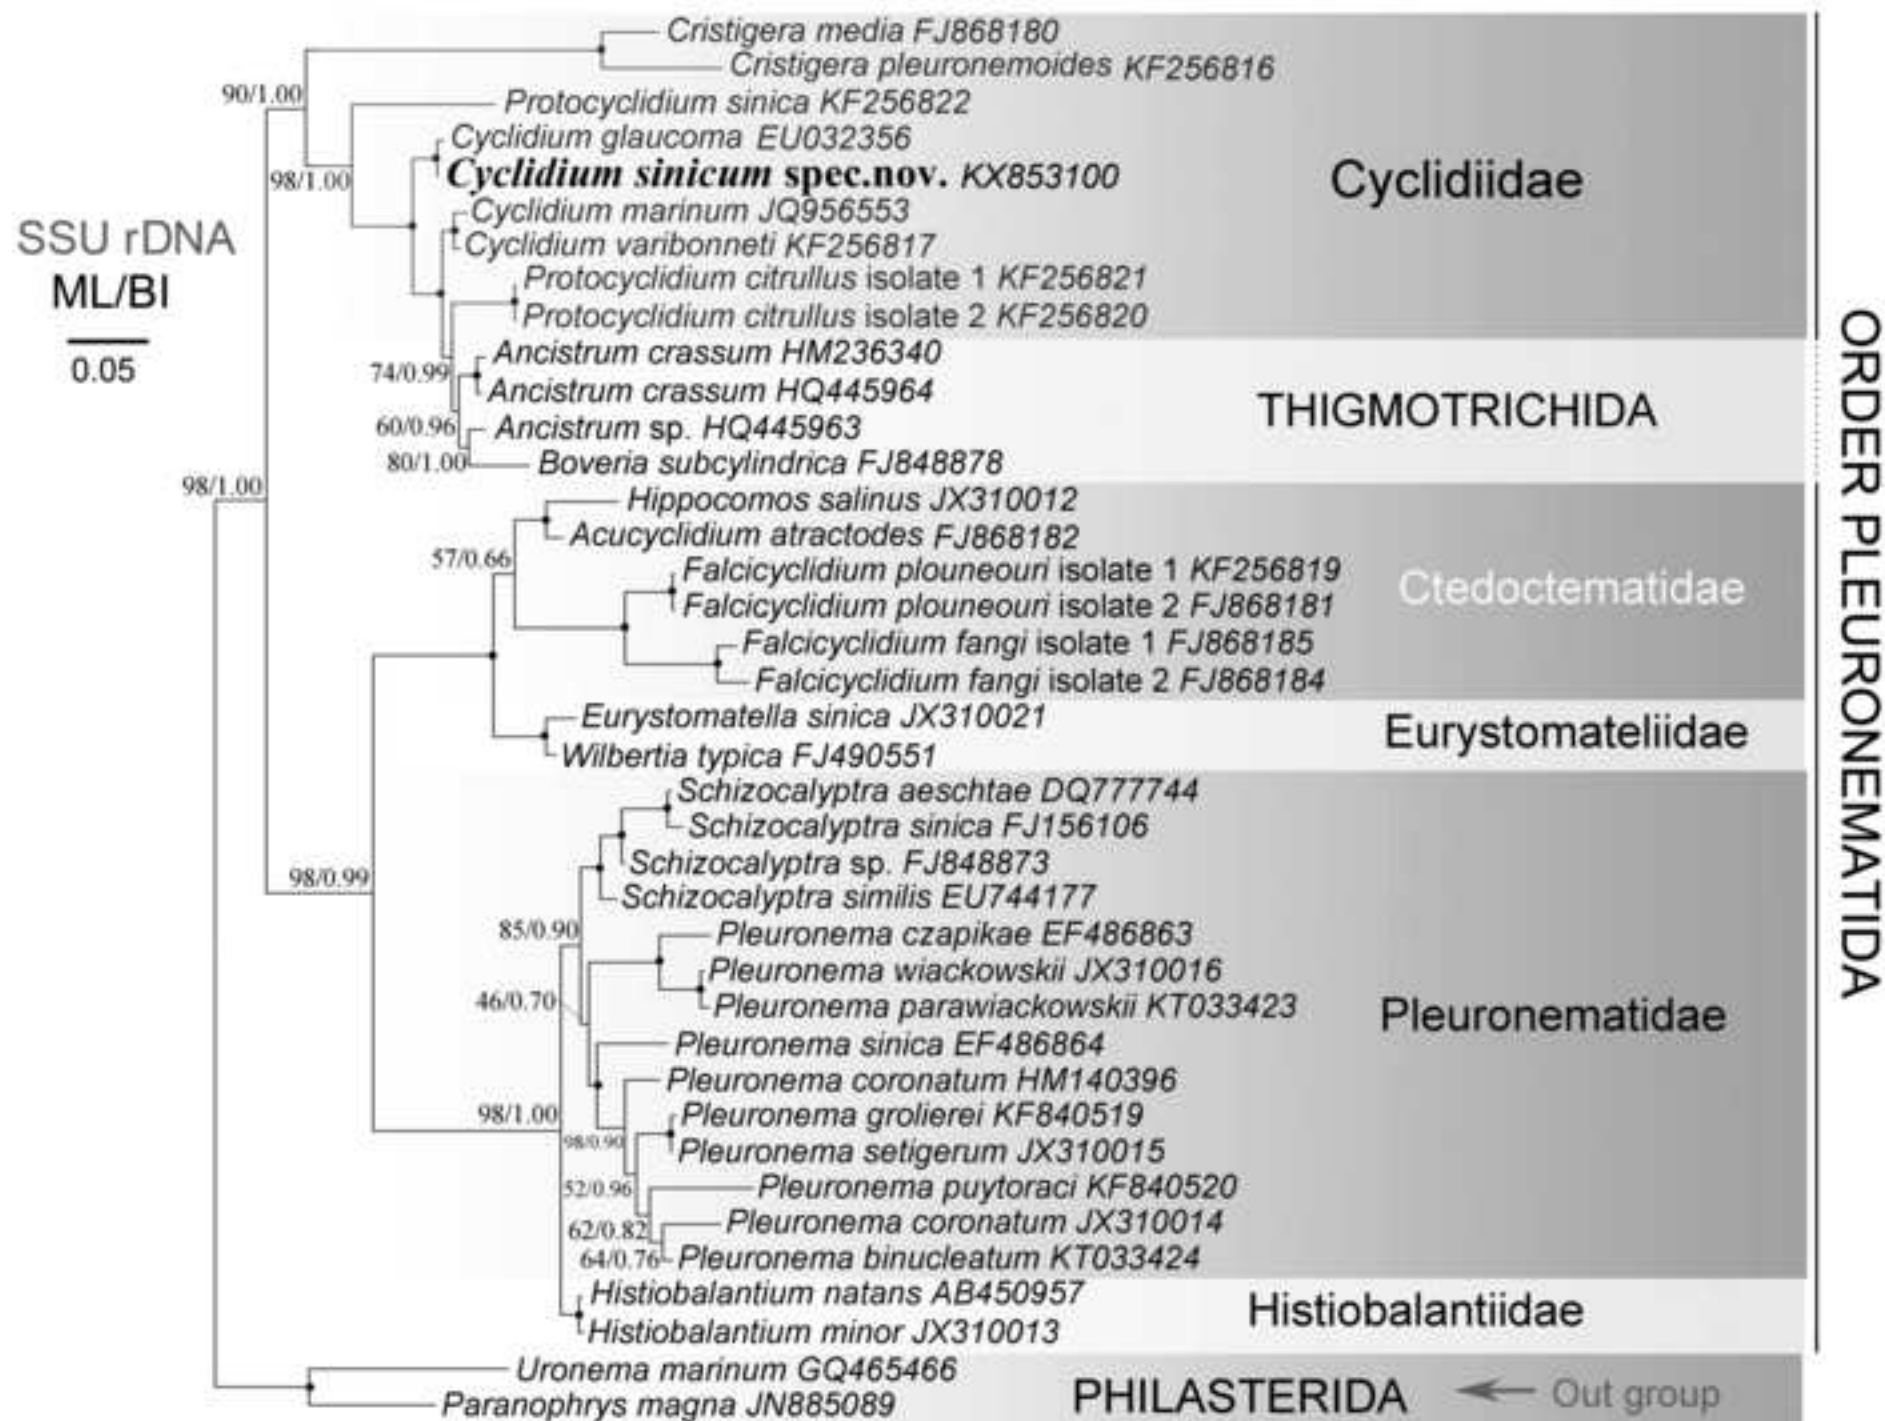 Cristigera media FJ868180
Cristigera pleuronemoides KF256816
90/1.00
Protocyclidium sinica KF256822
Cyclidium glaucoma EU032356
Cyclidium sinicum spec.nov. KX853100
98/1.00
Cyclidiidae
Cyclidium marinum JQ956553
SSU rDNA
Cyclidium varibonneti KF256817
ML/BI
Protocyclidium citrullus isolate 1 KF256821
Protocyclidium citrullus isolate 2 KF256820
0.05
Ancistrum crassum HM236340
74/0.99
Ancistrum crassum HQ445964
THIGMOTRICHIDA
60/0.96
Ancistrum sp. HQ445963
80/1.00
Boveria subcylindrica FJ848878
98/1.00
Hippocomos salinus JX310012
Acucyclidium atractodes FJ868182
57/0.66
Falcicyclidium plouneouri isolate 1 KF256819
Ctedoctematidae
Falcicyclidium plouneouri isolate 2 FJ868181
Falcicyclidium fangi isolate 1 FJ868185
Falcicyclidium fangi isolate 2 FJ868184
ORDER PLEURONEMATIDA
Eurystomatella sinica JX310021
Eurystomateliidae
Wilbertia typica FJ490551
Schizocalyptra aeschtae DQ777744
Schizocalyptra sinica FJ156106
Schizocalyptra sp. FJ848873
98/0.99
Schizocalyptra similis EU744177
85/0.90
Pleuronema czapikae EF486863
Pleuronema wiackowskii JX310016
46/0.70
Pleuronema parawiackowskii KT033423
Pleuronematidae
Pleuronema sinica EF486864
Pleuronema coronatum HM140396
98/1.00
Pleuronema grolierei KF840519
98/0.90
Pleuronema setigerum JX310015
52/0.96
Pleuronema puytoraci KF840520
62/0.82
Pleuronema coronatum JX310014
64/0.76
Pleuronema binucleatum KT033424
Histiobalantium natans AB450957
Histiobalantiidae
Histiobalantium minor JX310013
Uronema marinum GQ465466
PHILASTERIDA
Out group
Paranophrys magna JN885089